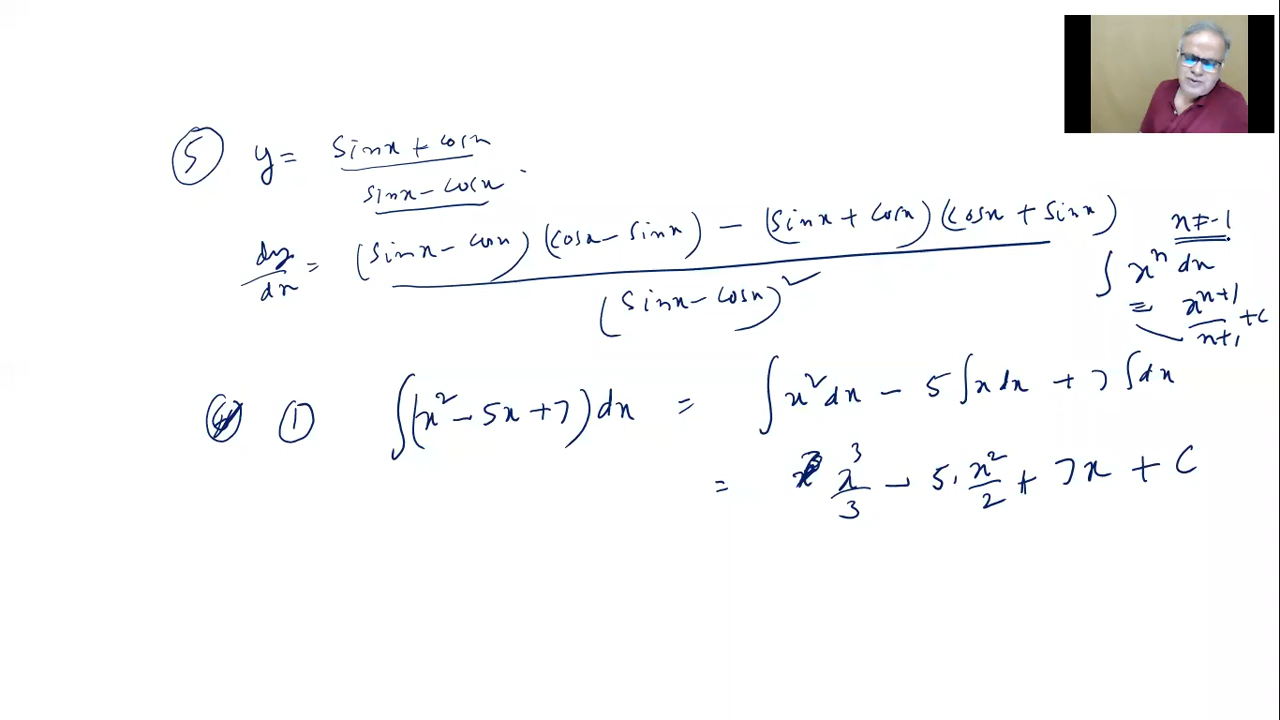 ⑤ y = (sinx + cosx) / (sinx - cosx)
dy/dx = ((sinx - cosx)(cosx - sinx) - (sinx + cosx)(cosx + sinx)) / (sinx - cosx)²
n ≠ -1
∫ xⁿ dx
= xⁿ⁺¹ / n+1 + c
① ∫(x² - 5x + 7) dx = ∫x² dx - 5∫x dx + 7∫dx
= x³/3 - 5·x²/2 + 7x + C